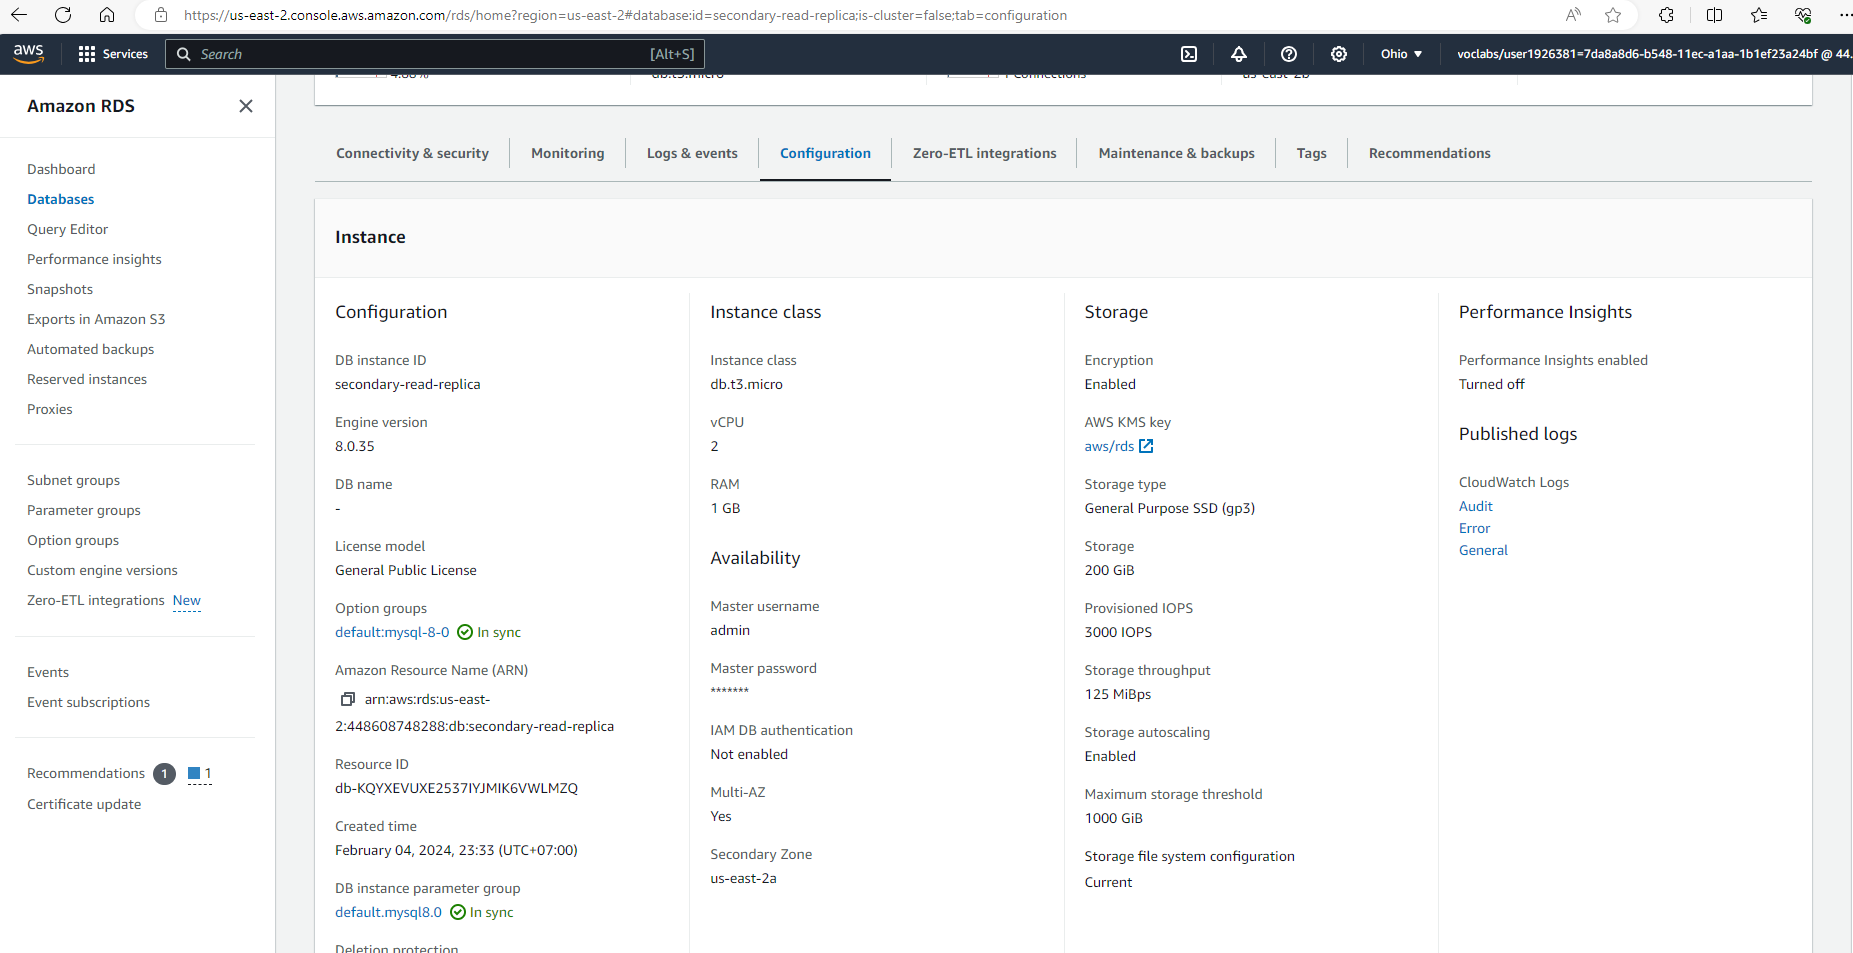 https://us-east-2.console.aws.amazon.com/rds/home?region=us-east-2#database:id=secondary-read-replica;is-cluster=false;tab=configuration
aws
Services
Search
[Alt+S]
Ohio
voclabs/user1926381=7da8a8d6-b548-11ec-a1aa-1b1ef23a24bf @ 44.
Amazon RDS
Dashboard
Databases
Query Editor
Performance insights
Snapshots
Exports in Amazon S3
Automated backups
Reserved instances
Proxies
Subnet groups
Parameter groups
Option groups
Custom engine versions
Zero-ETL integrations New
Events
Event subscriptions
Recommendations 1 1
Certificate update
4.00%
db.t3.micro
1 Connections
us-east-2b
Connectivity & security
Monitoring
Logs & events
Configuration
Zero-ETL integrations
Maintenance & backups
Tags
Recommendations
Instance
Configuration
DB instance ID
secondary-read-replica
Engine version
8.0.35
DB name
-
License model
General Public License
Option groups
default:mysql-8-0 In sync
Amazon Resource Name (ARN)
arn:aws:rds:us-east-
2:448608748288:db:secondary-read-replica
Resource ID
db-KQYXEVUXE2537IYJMIK6VWLMZQ
Created time
February 04, 2024, 23:33 (UTC+07:00)
DB instance parameter group
default.mysql8.0 In sync
Deletion protection
Instance class
Instance class
db.t3.micro
vCPU
2
RAM
1 GB
Availability
Master username
admin
Master password
*******
IAM DB authentication
Not enabled
Multi-AZ
Yes
Secondary Zone
us-east-2a
Storage
Encryption
Enabled
AWS KMS key
aws/rds
Storage type
General Purpose SSD (gp3)
Storage
200 GiB
Provisioned IOPS
3000 IOPS
Storage throughput
125 MiBps
Storage autoscaling
Enabled
Maximum storage threshold
1000 GiB
Storage file system configuration
Current
Performance Insights
Performance Insights enabled
Turned off
Published logs
CloudWatch Logs
Audit
Error
General